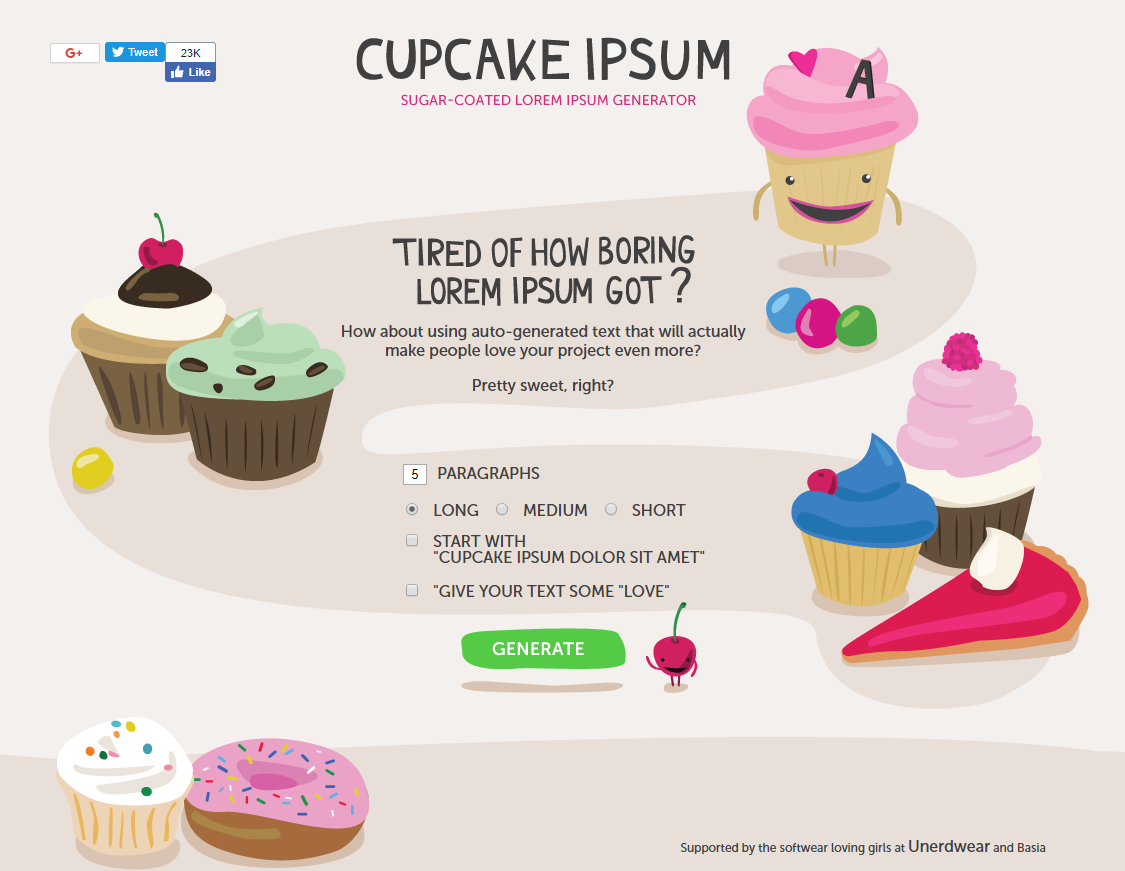 G+
Tweet
23K
Like
CUPCAKE IPSUM
SUGAR-COATED LOREM IPSUM GENERATOR
A
TIRED OF HOW BORING
LOREM IPSUM GOT ?
How about using auto-generated text that will actually
make people love your project even more?
Pretty sweet, right?
5 PARAGRAPHS
LONG MEDIUM SHORT
START WITH
"CUPCAKE IPSUM DOLOR SIT AMET"
"GIVE YOUR TEXT SOME "LOVE"
GENERATE
Supported by the softwear loving girls at Unerdwear and Basia